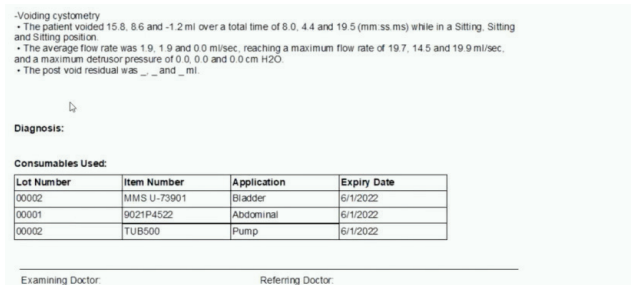 -Voiding cystometry
• The patient voided 15.8, 8.6 and -1.2 ml over a total time of 8.0, 4.4 and 19.5 (mm:ss.ms) while in a Sitting, Sitting
and Sitting position.
• The average flow rate was 1.9, 1.9 and 0.0 ml/sec, reaching a maximum flow rate of 19.7, 14.5 and 19.9 ml/sec,
and a maximum detrusor pressure of 0.0, 0.0 and 0.0 cm H2O.
• The post void residual was _, _ and _ ml.
Diagnosis:
Consumables Used:
Lot Number Item Number Application Expiry Date
00002 MMS U-73901 Bladder 6/1/2022
00001 9021P4522 Abdominal 6/1/2022
00002 TUB500 Pump 6/1/2022
Examining Doctor: Referring Doctor: